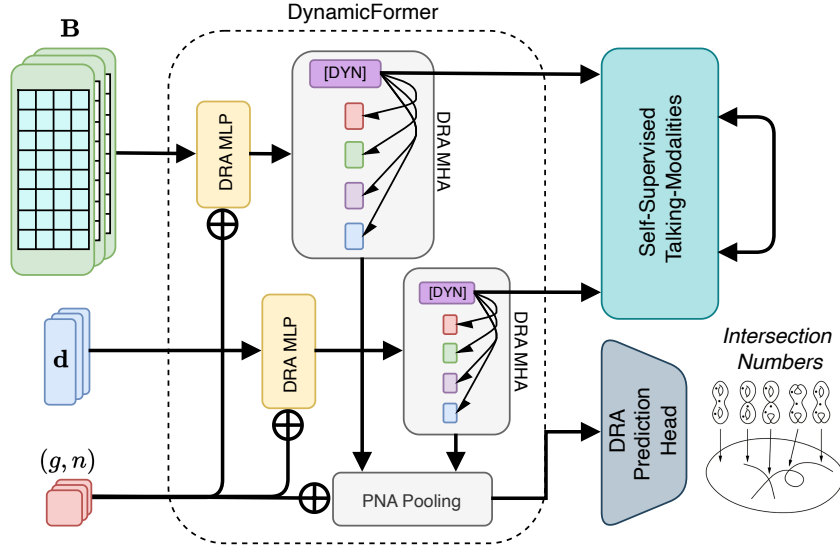 DynamicFormer
B
[DYN]
DRA MLP
DRA MHA
Self-Supervised
Talking-Modalities
[DYN]
d
DRA MLP
DRA MHA
Intersection
Numbers
DRA
Prediction
Head
(g, n)
PNA Pooling